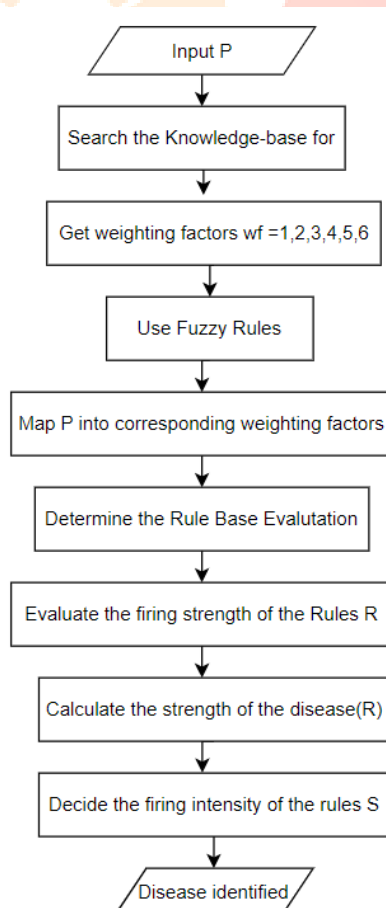 Input P
Search the Knowledge-base for
Get weighting factors wf =1,2,3,4,5,6
Use Fuzzy Rules
Map P into corresponding weighting factors
Determine the Rule Base Evalutation
Evaluate the firing strength of the Rules R
Calculate the strength of the disease(R)
Decide the firing intensity of the rules S
Disease identified